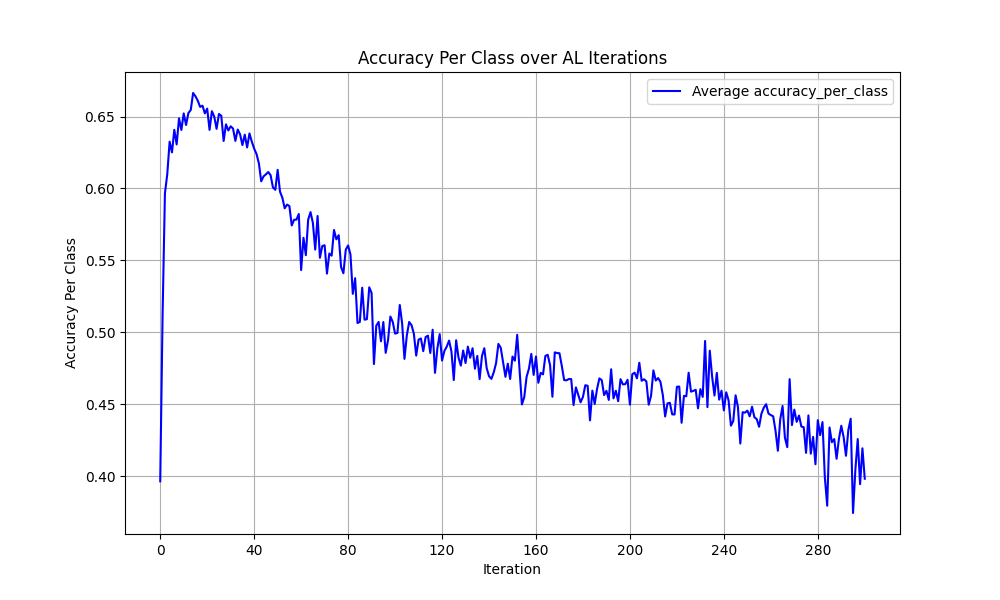 Accuracy Per Class over AL Iterations
Average accuracy_per_class
Accuracy Per Class
0.65
0.60
0.55
0.50
0.45
0.40
0 40 80 120 160 200 240 280
Iteration